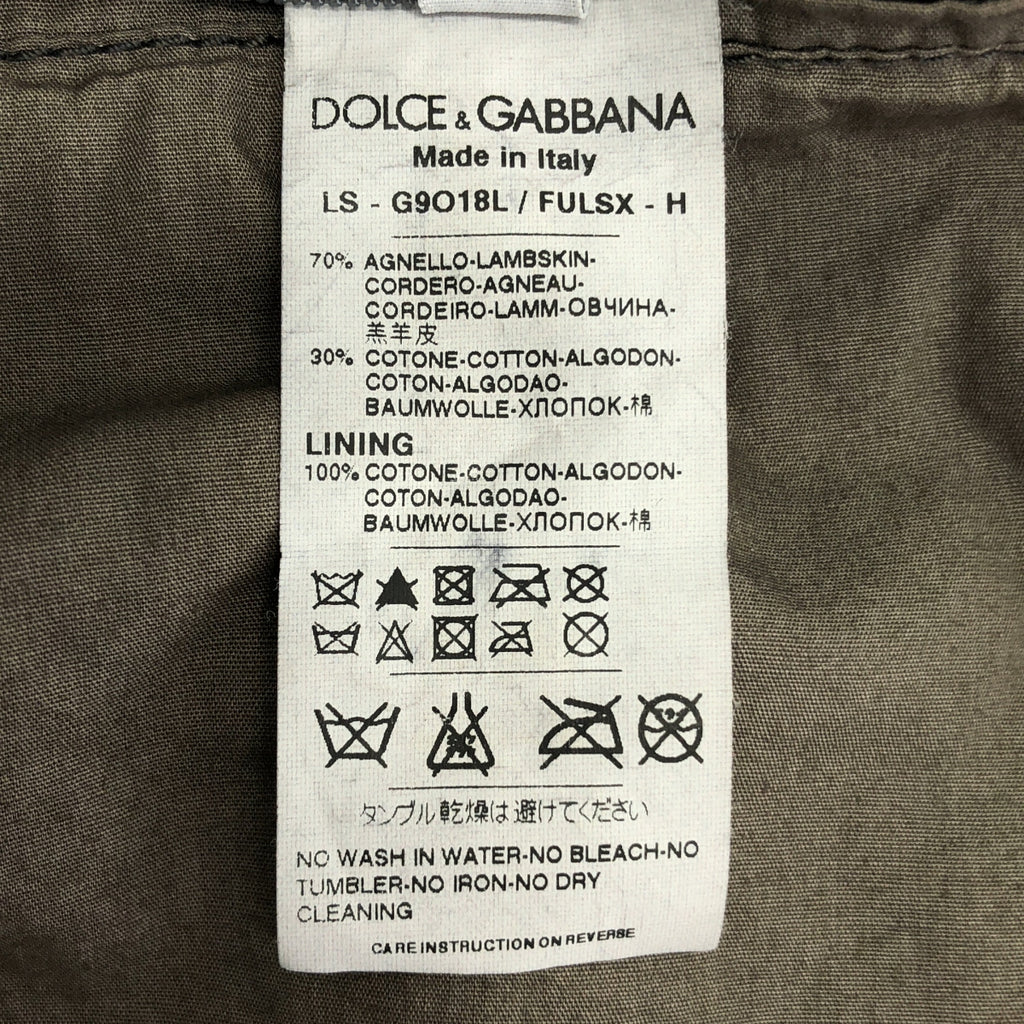 DOLCE & GABBANA
Made in Italy
LS - G9O18L / FULSX - H
70% AGNELLO-LAMBSKIN-
CORDERO-AGNEAU-
CORDEIRO-LAMM-ОВЧИНА-
羔羊皮
30% COTONE-COTTON-ALGODON-
COTON-ALGODAO-
BAUMWOLLE-ХЛОПОК-棉
LINING
100% COTONE-COTTON-ALGODON-
COTON-ALGODAO-
BAUMWOLLE-ХЛОПОК-棉
タンブル乾燥は避けてください
NO WASH IN WATER-NO BLEACH-NO
TUMBLER-NO IRON-NO DRY
CLEANING
CARE INSTRUCTION ON REVERSE